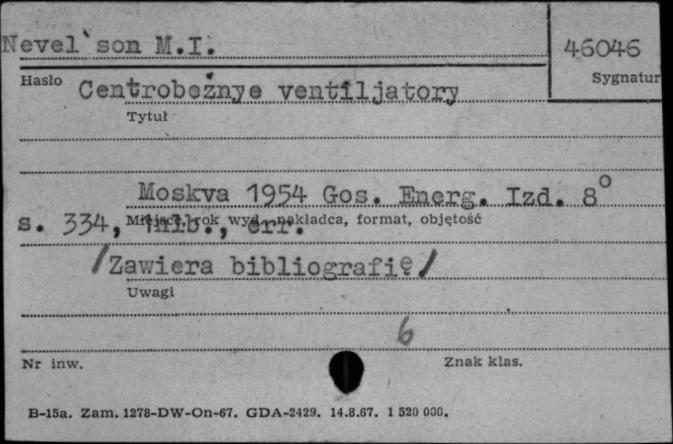 Nevel'son M.I.
46046
Hasło
Sygnatur
Centrobežnye ventiljatory
Tytuł
Moskva 1954 Gos. Energ. Izd. 8°
Miejsce, rok wyd., nakładca, format, objętość
s. 334, nlb., err.
/Zawiera bibliografię/
Uwagi
6
Nr inw.
Znak klas.
B-15a. Zam. 1278-DW-On-67. GDA-2429. 14.8.67. 1 520 000.